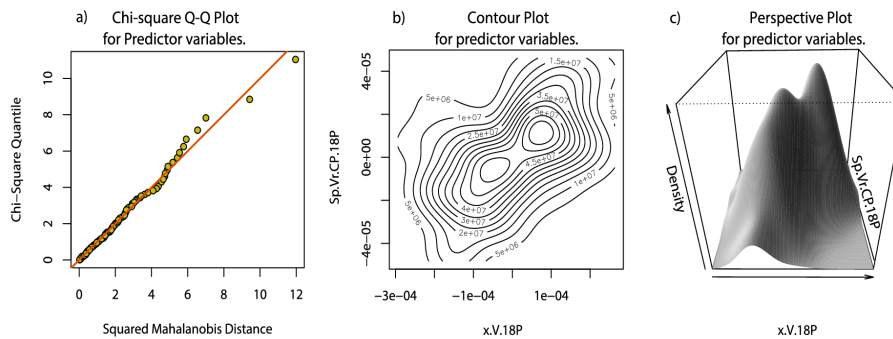 a) Chi-square Q-Q Plot
for Predictor variables.
Chi−Square Quantile
0
2
4
6
8
10
0 2 4 6 8 10 12
Squared Mahalanobis Distance
b) Contour Plot
for predictor variables.
Sp.Vr.CP.18P
4e−05
0e+00
−4e−05
5e+06
1e+07
2.5e+07
1.5e+07
3.5e+07
5e+07
5e+06
4.5e+07
1e+07
4e+07
3e+07
2e+07
5e+06
5e+06
−3e−04 −1e−04 1e−04
x.V.18P
c) Perspective Plot
for predictor variables.
Density
Sp.Vr.CP.18P
x.V.18P